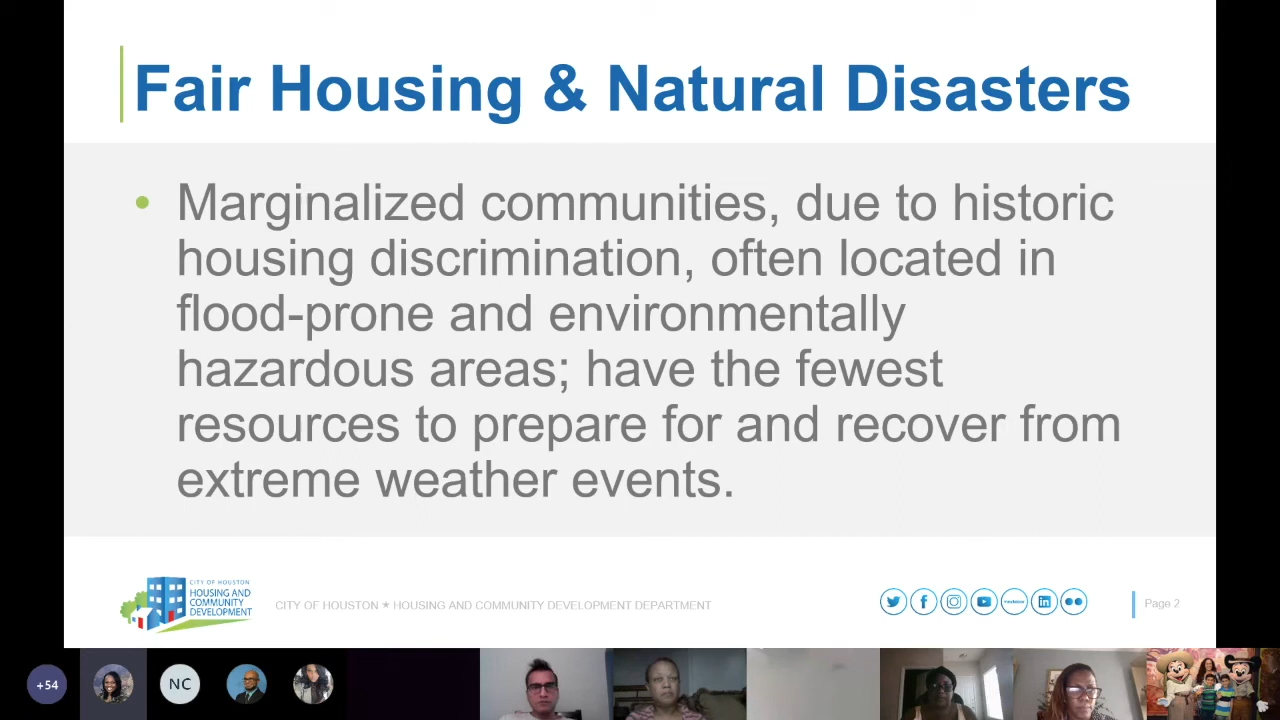 Fair Housing & Natural Disasters
• Marginalized communities, due to historic
housing discrimination, often located in
flood-prone and environmentally
hazardous areas; have the fewest
resources to prepare for and recover from
extreme weather events.
CITY OF HOUSTON
HOUSING AND
COMMUNITY
DEVELOPMENT
CITY OF HOUSTON ★ HOUSING AND COMMUNITY DEVELOPMENT DEPARTMENT
Page 2
+54
NC